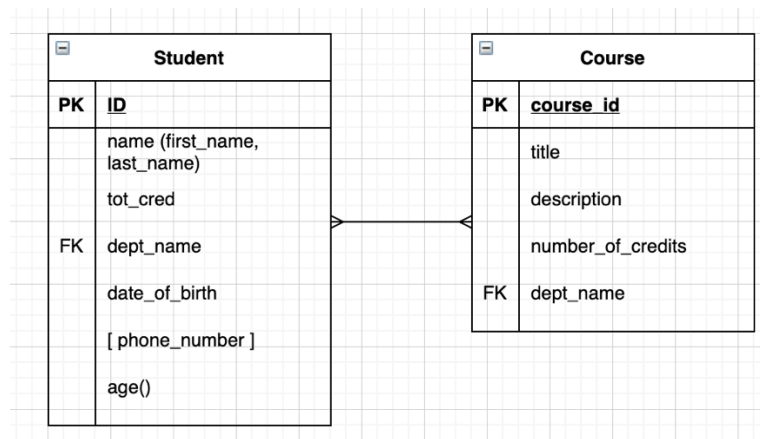 Student
PK ID
name (first_name,
last_name)
tot_cred
FK dept_name
date_of_birth
[ phone_number ]
age()
Course
PK course_id
title
description
number_of_credits
FK dept_name